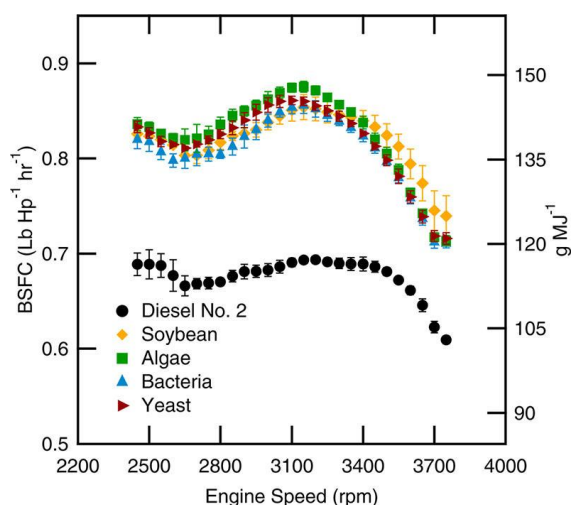 0.9
0.8
0.7
0.6
0.5
BSFC (Lb Hp⁻¹ hr⁻¹)
150
135
120
105
90
g MJ⁻¹
Diesel No. 2
Soybean
Algae
Bacteria
Yeast
2200 2500 2800 3100 3400 3700 4000
Engine Speed (rpm)